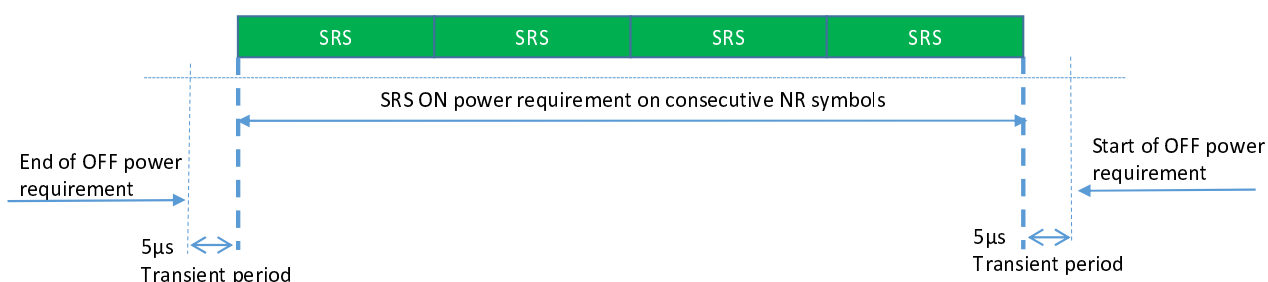 SRS SRS SRS SRS
SRS ON power requirement on consecutive NR symbols
End of OFF power
requirement
Start of OFF power
requirement
5µs
Transient period
5µs
Transient period